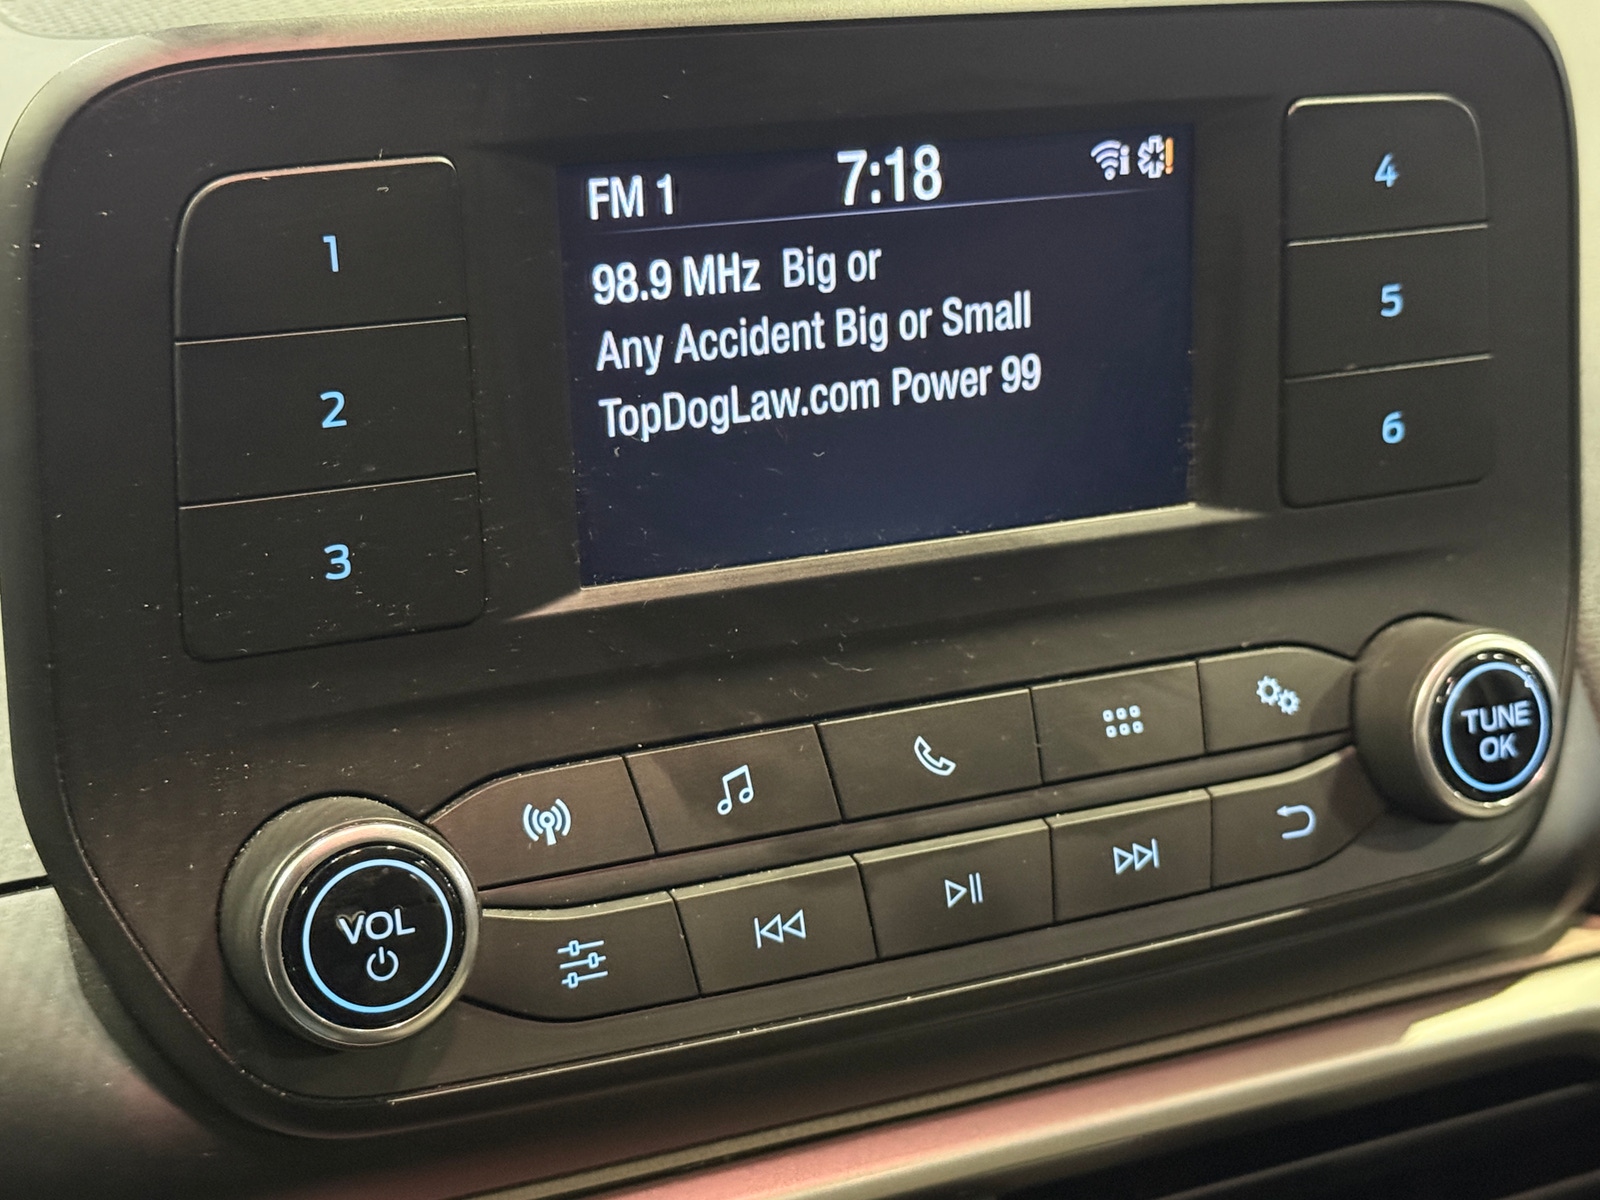 FM 1 7:18
98.9 MHz Big or
Any Accident Big or Small
TopDogLaw.com Power 99
1
2
3
4
5
6
VOL
TUNE
OK